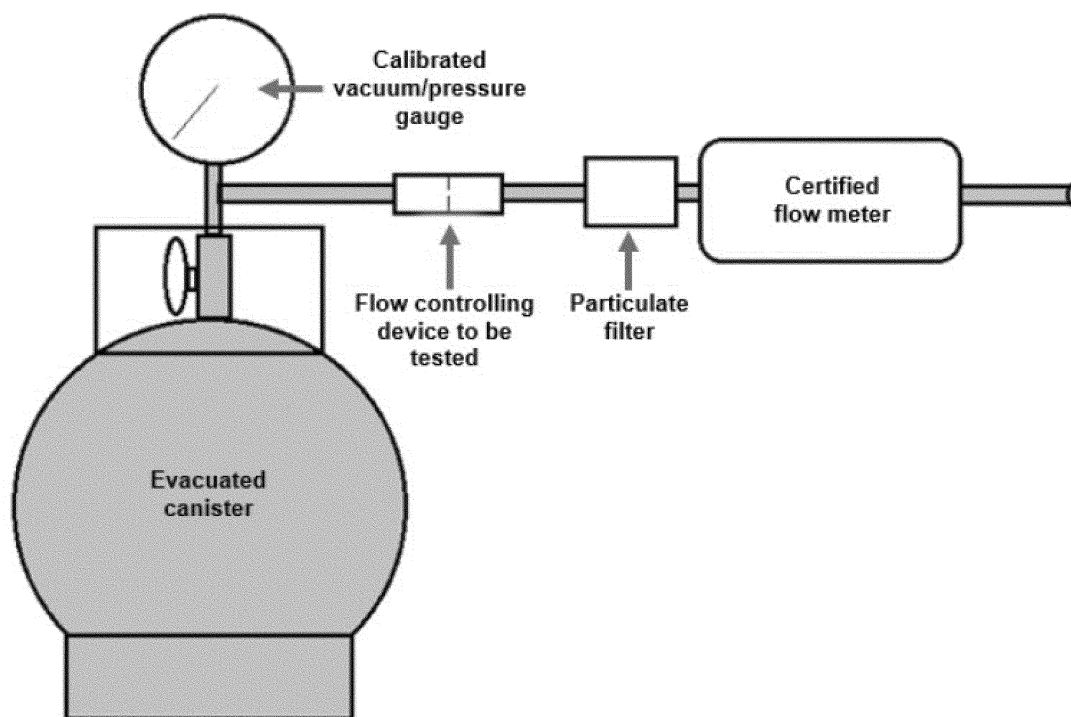 Calibrated
vacuum/pressure
gauge
Certified
flow meter
Flow controlling
device to be
tested
Particulate
filter
Evacuated
canister